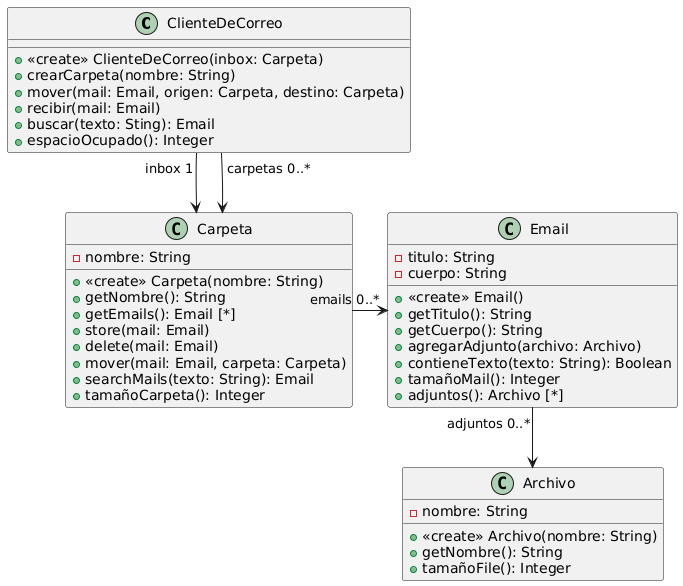 C ClienteDeCorreo
«create» ClienteDeCorreo(inbox: Carpeta)
crearCarpeta(nombre: String)
mover(mail: Email, origen: Carpeta, destino: Carpeta)
recibir(mail: Email)
buscar(texto: Sting): Email
espacioOcupado(): Integer
inbox 1
carpetas 0..*
C Carpeta
nombre: String
«create» Carpeta(nombre: String)
getNombre(): String
getEmails(): Email [*]
store(mail: Email)
delete(mail: Email)
mover(mail: Email, carpeta: Carpeta)
searchMails(texto: String): Email
tamañoCarpeta(): Integer
emails 0..*
C Email
titulo: String
cuerpo: String
«create» Email()
getTitulo(): String
getCuerpo(): String
agregarAdjunto(archivo: Archivo)
contieneTexto(texto: String): Boolean
tamañoMail(): Integer
adjuntos(): Archivo [*]
adjuntos 0..*
C Archivo
nombre: String
«create» Archivo(nombre: String)
getNombre(): String
tamañoFile(): Integer